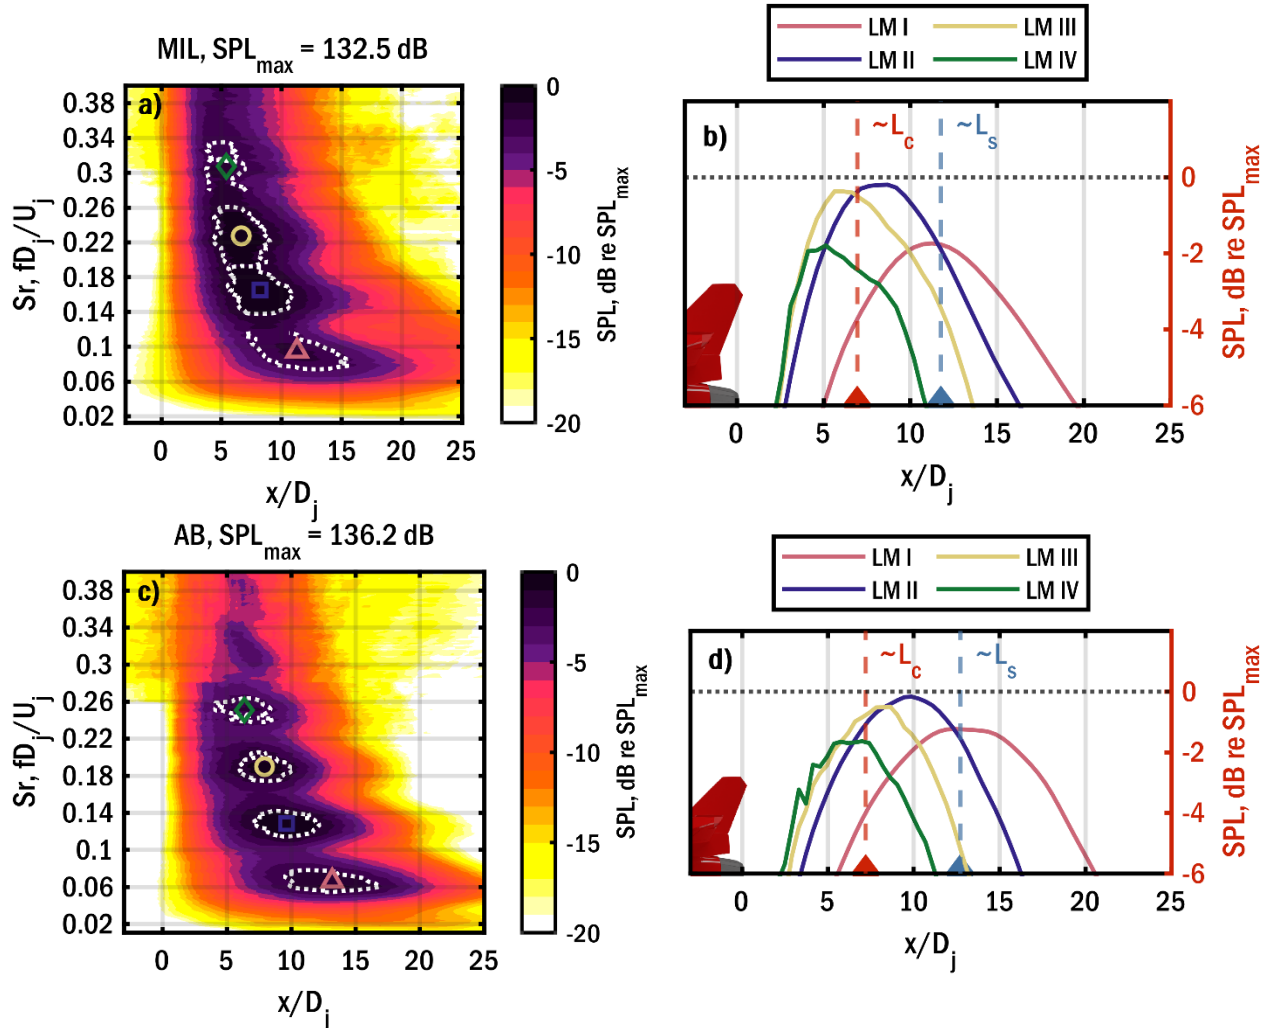 MIL, SPLmax = 132.5 dB
a)
Sr, fDj/Uj
0.38
0.34
0.3
0.26
0.22
0.18
0.14
0.1
0.06
0.02
0 5 10 15 20 25
x/Dj
0
-5
-10
-15
-20
SPL, dB re SPLmax
LM I LM III
LM II LM IV
b)
~Lc
~Ls
0
-2
-4
-6
SPL, dB re SPLmax
0 5 10 15 20 25
x/Dj
AB, SPLmax = 136.2 dB
c)
Sr, fDj/Uj
0.38
0.34
0.3
0.26
0.22
0.18
0.14
0.1
0.06
0.02
0 5 10 15 20 25
x/Dj
0
-5
-10
-15
-20
SPL, dB re SPLmax
LM I LM III
LM II LM IV
d)
~Lc
~Ls
0
-2
-4
-6
SPL, dB re SPLmax
0 5 10 15 20 25
x/Dj